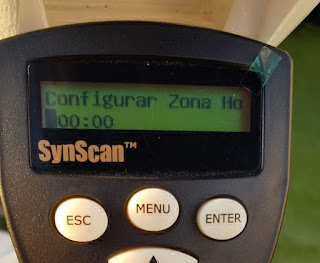 Configurar Zona Ho
00:00
SynScan™
ESC MENU ENTER